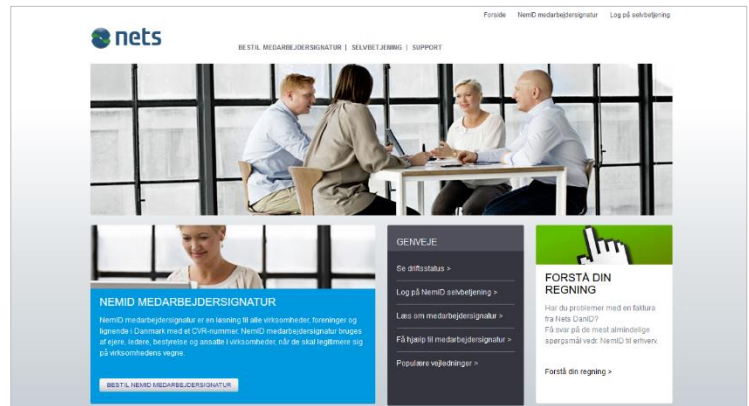 Forside NemID medarbejdersignatur Log på selvbetjening
nets
BESTIL MEDARBEJDERSIGNATUR | SELVBETJENING | SUPPORT
NEMID MEDARBEJDERSIGNATUR
NemID medarbejdersignatur er en løsning til alle virksomheder, foreninger og
lignende i Danmark med et CVR-nummer. NemID medarbejdersignatur bruges
af ejere, ledere, bestyrelse og ansatte i virksomheder, når de skal legitimere sig
på virksomhedens vegne.
BESTIL NEMID MEDARBEJDERSIGNATUR
GENVEJE
Se driftsstatus >
Log på NemID selvbetjening >
Læs om medarbejdersignatur >
Få hjælp til medarbejdersignatur >
Populære vejledninger >
FORSTÅ DIN
REGNING
Har du problemer med en faktura
fra Nets DanID?
Få svar på de mest almindelige
spørgsmål vedr. NemID til erhverv.
Forstå din regning >